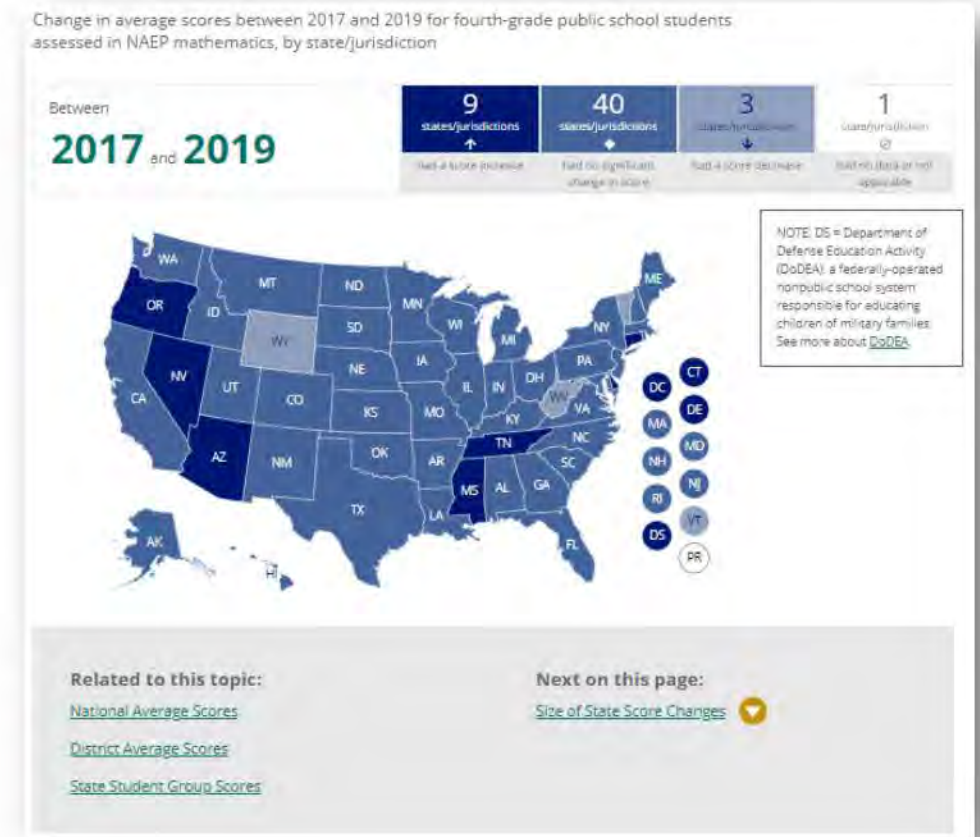 Change in average scores between 2017 and 2019 for fourth-grade public school students
assessed in NAEP mathematics, by state/jurisdiction
Between
2017 and 2019
9
states/jurisdictions
had a score increase
40
states/jurisdictions
had no significant
change in score
3
states/jurisdictions
had a score decrease
1
state/jurisdiction
had no data or not
applicable
NOTE: DS = Department of
Defense Education Activity
(DoDEA), a federally-operated
nonpublic school system
responsible for educating
children of military families.
See more about DoDEA.
WA
MT
ND
MN
ME
OR
ID
SD
WI
MI
NY
WY
NV
UT
NE
IA
PA
CA
CO
IL
IN
OH
WV
VA
KS
MO
KY
AZ
NM
OK
AR
TN
NC
SC
MS
AL
GA
TX
LA
FL
AK
HI
DC
CT
MA
DE
NH
MD
RI
NJ
DS
VT
PR
Related to this topic:
National Average Scores
District Average Scores
State Student Group Scores
Next on this page:
Size of State Score Changes